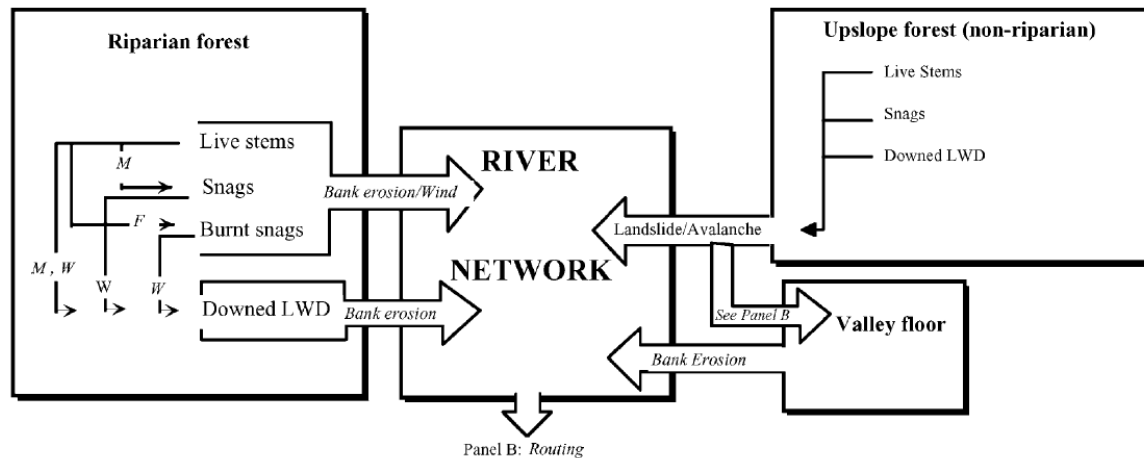 Riparian forest
Live stems
M
Snags
F
Burnt snags
M , W
W
W
Downed LWD
Bank erosion/Wind
Bank erosion
RIVER
NETWORK
Upslope forest (non-riparian)
Live Stems
Snags
Downed LWD
Landslide/Avalanche
See Panel B
Valley floor
Bank Erosion
Panel B: Routing